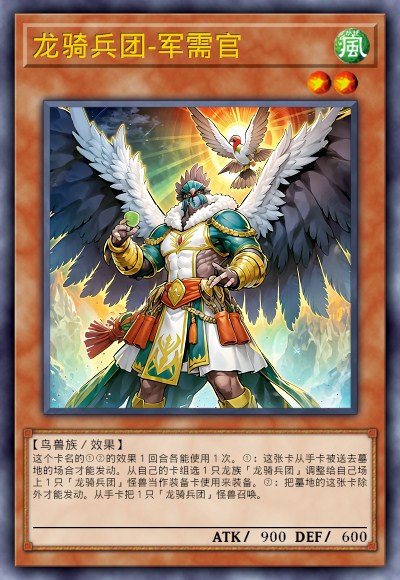 龙骑兵团-军需官
風
【鸟兽族/效果】
这个卡名的①②的效果1回合各能使用1次。①:这张卡从手卡被送去墓
地的场合才能发动。从自己的卡组选1只龙族「龙骑兵团」调整给自己场
上1只「龙骑兵团」怪兽当作装备卡使用来装备。②:把墓地的这张卡除
外才能发动。从手卡把1只「龙骑兵团」怪兽召唤。
ATK/ 900 DEF/ 600